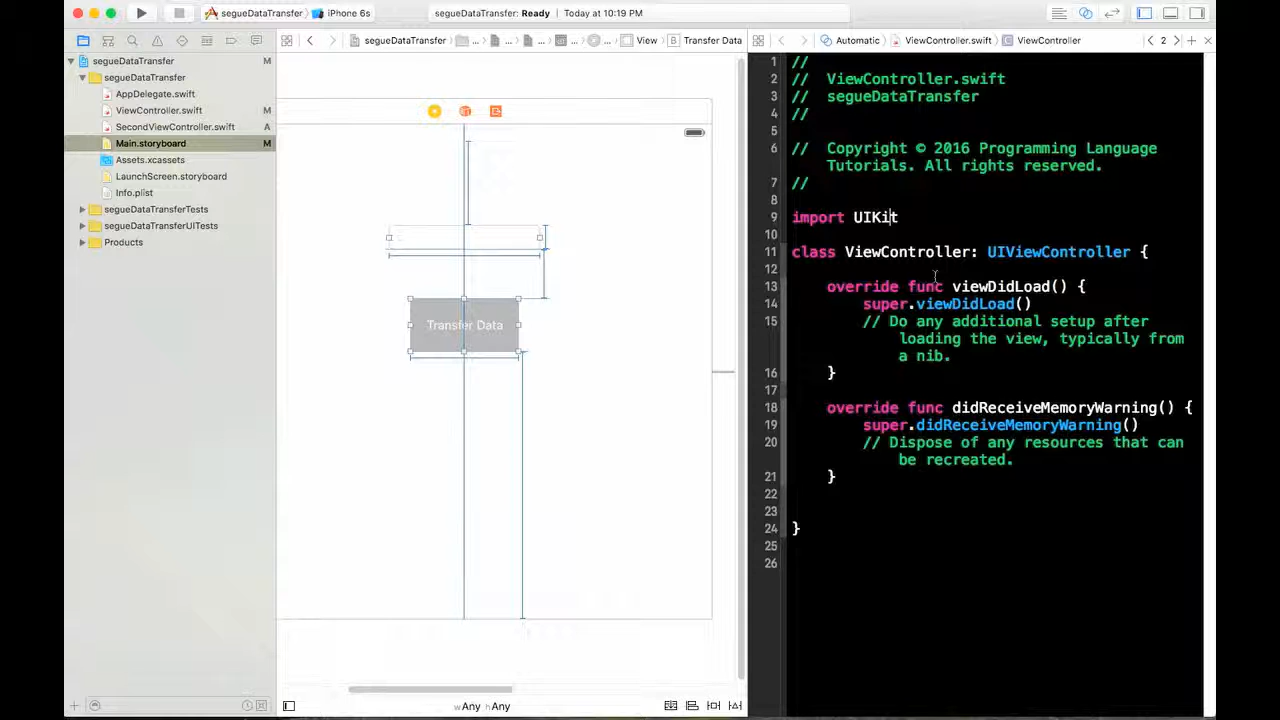 segueDataTransfer
iPhone 6s
segueDataTransfer: Ready
Today at 10:19 PM
segueDataTransfer
View
Transfer Data
Automatic
ViewController.swift
ViewController
2
segueDataTransfer M
segueDataTransfer
AppDelegate.swift
ViewController.swift M
SecondViewController.swift A
Main.storyboard M
Assets.xcassets
LaunchScreen.storyboard
Info.plist
segueDataTransferTests
segueDataTransferUITests
Products
Transfer Data
wAny hAny
1 //
2 // ViewController.swift
3 // segueDataTransfer
4 //
5
6 // Copyright © 2016 Programming Language
Tutorials. All rights reserved.
7 //
8
9 import UIKit
10
11 class ViewController: UIViewController {
12
13 override func viewDidLoad() {
14 super.viewDidLoad()
15 // Do any additional setup after
loading the view, typically from
a nib.
16 }
17
18 override func didReceiveMemoryWarning() {
19 super.didReceiveMemoryWarning()
20 // Dispose of any resources that can
be recreated.
21 }
22
23
24 }
25
26